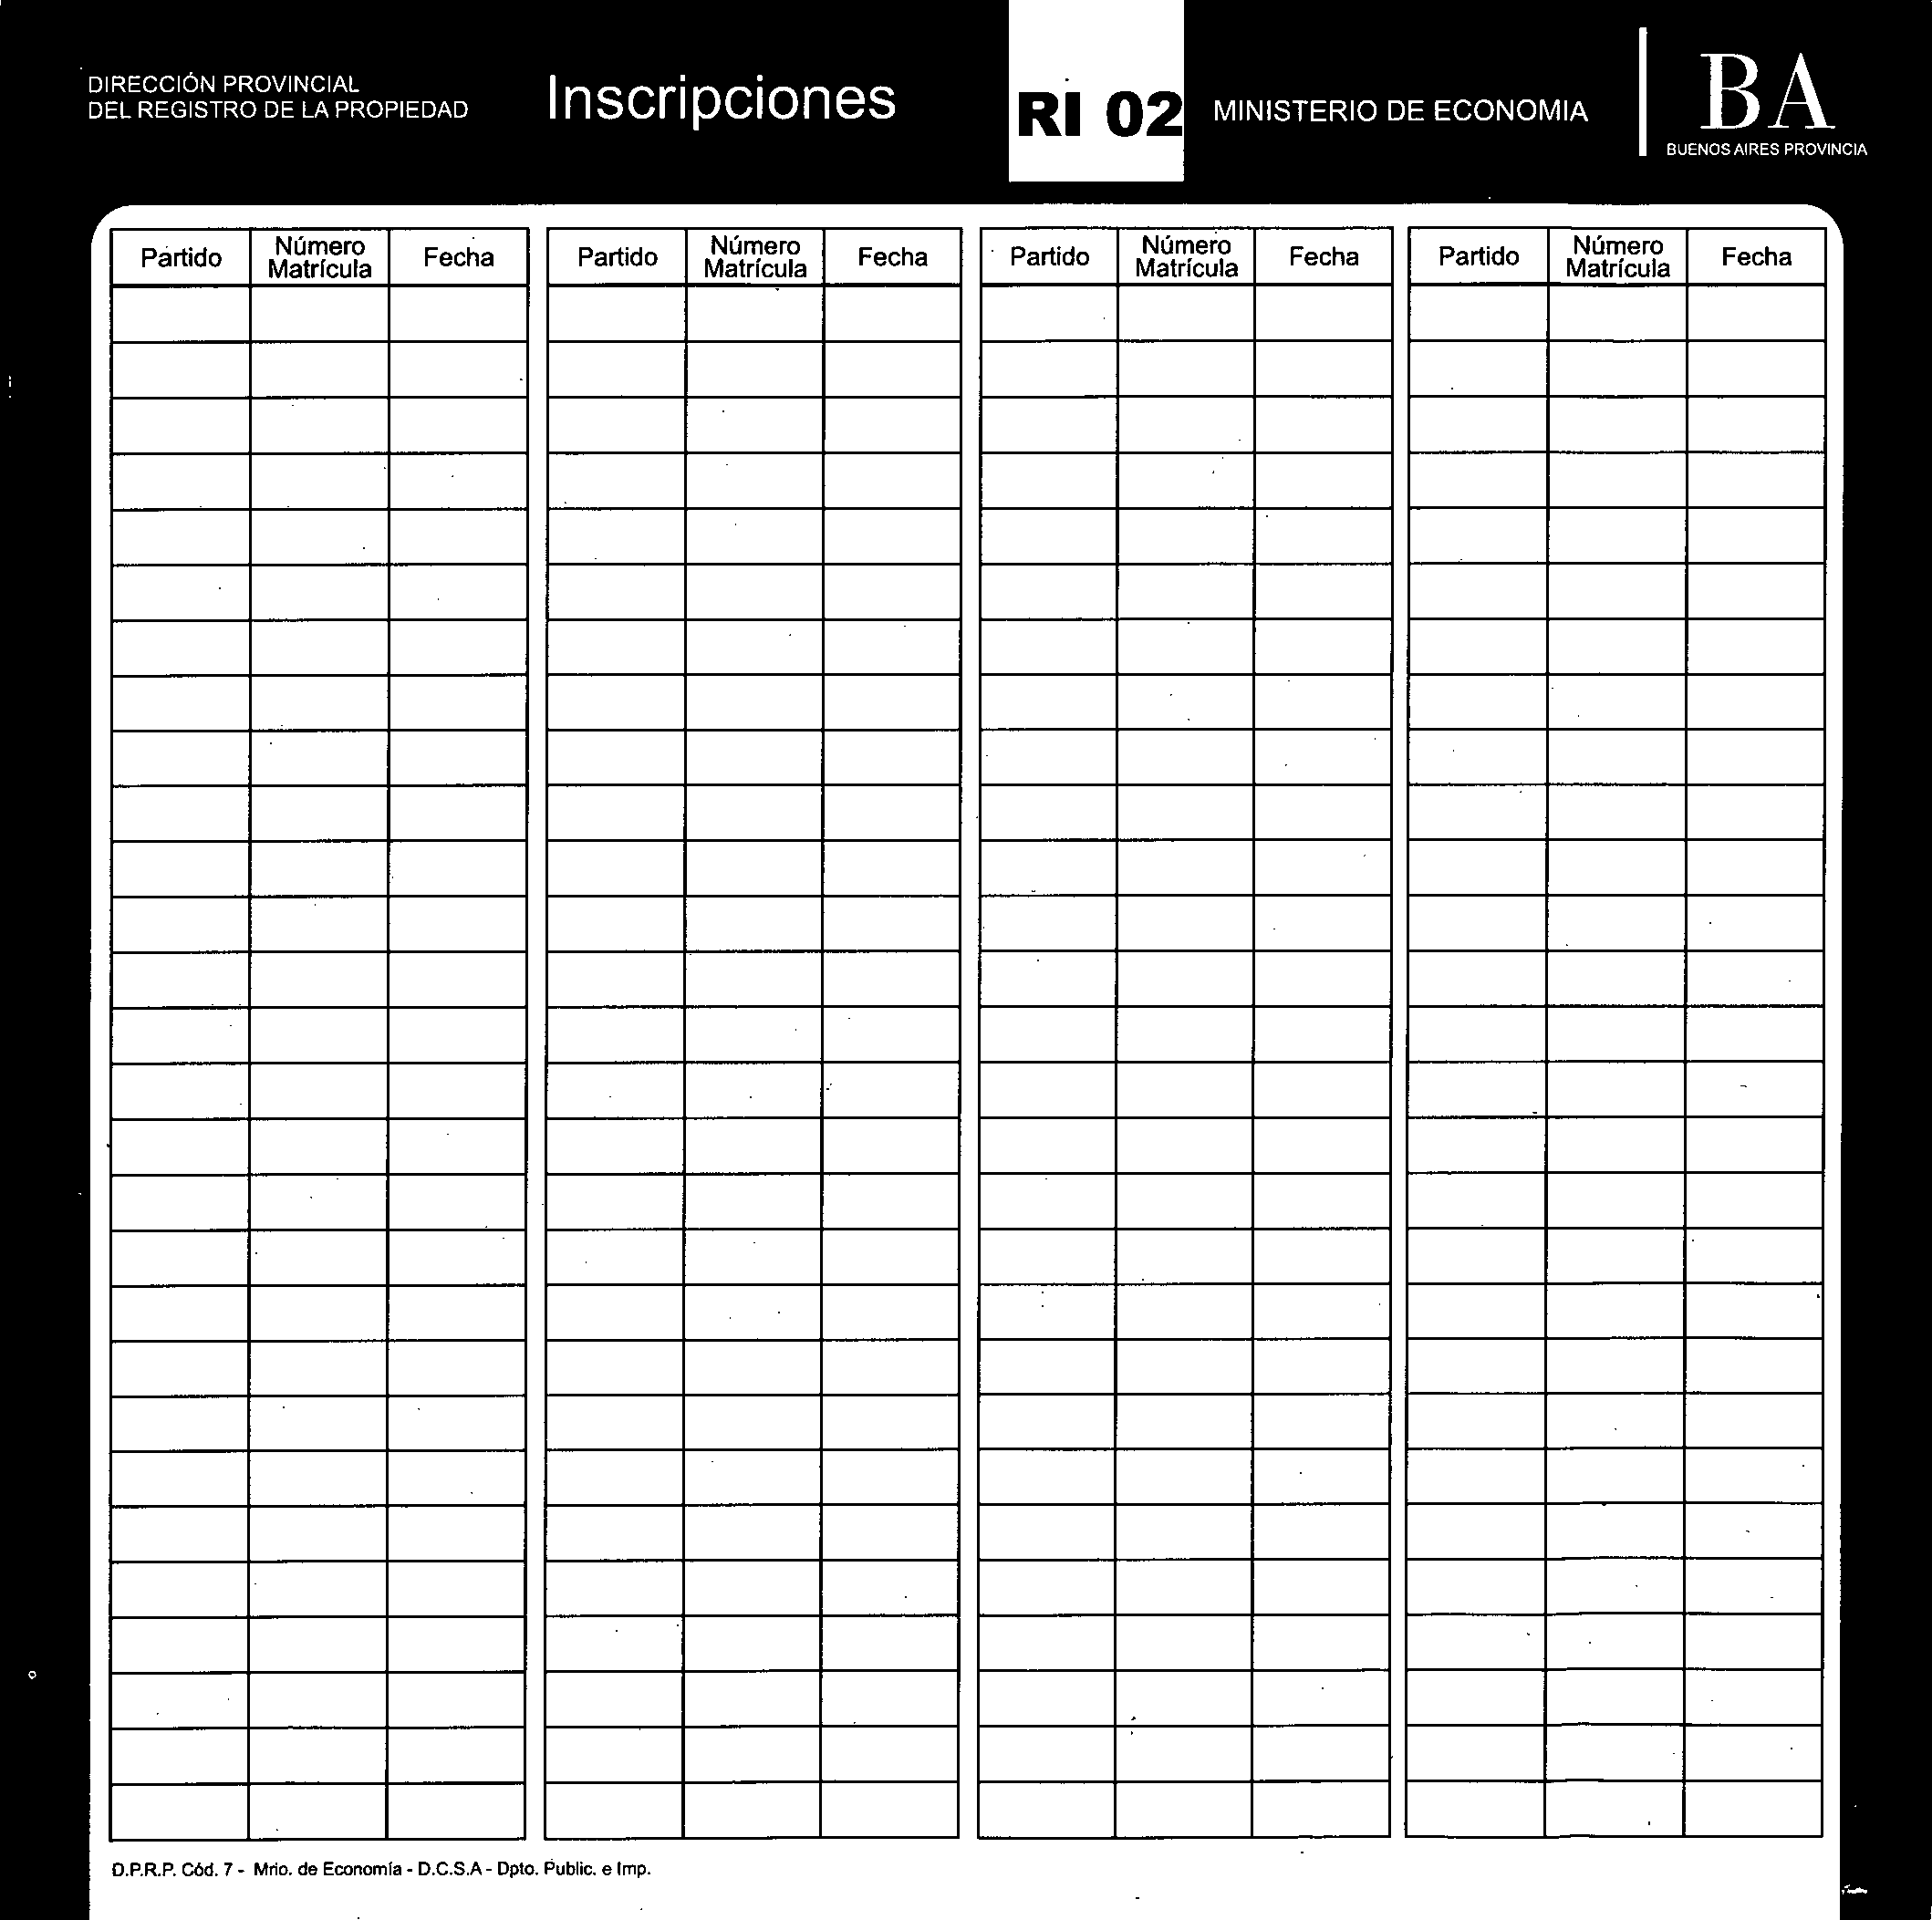 DIRECCIÓN PROVINCIAL
DEL REGISTRO DE LA PROPIEDAD
Inscripciones
RI 02
MINISTERIO DE ECONOMIA
BA
BUENOS AIRES PROVINCIA
Partido Número Matrícula Fecha Partido Número Matrícula Fecha Partido Número Matrícula Fecha Partido Número Matrícula Fecha
D.P.R.P. Cód. 7 - Mrio. de Economía - D.C.S.A - Dpto. Public. e Imp.